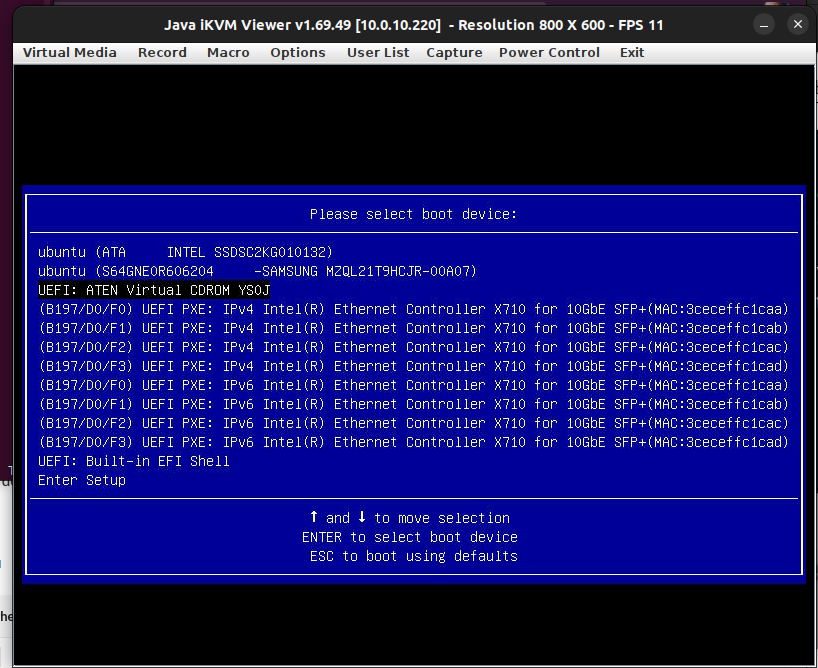 Java iKVM Viewer v1.69.49 [10.0.10.220] - Resolution 800 X 600 - FPS 11
Virtual Media Record Macro Options User List Capture Power Control Exit
Please select boot device:
ubuntu (ATA INTEL SSDSC2KG010132)
ubuntu (S64GNE0R606204 -SAMSUNG MZQL21T9HCJR-00A07)
UEFI: ATEN Virtual CDROM YS0J
(B197/D0/F0) UEFI PXE: IPv4 Intel(R) Ethernet Controller X710 for 10GbE SFP+(MAC:3ceceffc1caa)
(B197/D0/F1) UEFI PXE: IPv4 Intel(R) Ethernet Controller X710 for 10GbE SFP+(MAC:3ceceffc1cab)
(B197/D0/F2) UEFI PXE: IPv4 Intel(R) Ethernet Controller X710 for 10GbE SFP+(MAC:3ceceffc1cac)
(B197/D0/F3) UEFI PXE: IPv4 Intel(R) Ethernet Controller X710 for 10GbE SFP+(MAC:3ceceffc1cad)
(B197/D0/F0) UEFI PXE: IPv6 Intel(R) Ethernet Controller X710 for 10GbE SFP+(MAC:3ceceffc1caa)
(B197/D0/F1) UEFI PXE: IPv6 Intel(R) Ethernet Controller X710 for 10GbE SFP+(MAC:3ceceffc1cab)
(B197/D0/F2) UEFI PXE: IPv6 Intel(R) Ethernet Controller X710 for 10GbE SFP+(MAC:3ceceffc1cac)
(B197/D0/F3) UEFI PXE: IPv6 Intel(R) Ethernet Controller X710 for 10GbE SFP+(MAC:3ceceffc1cad)
UEFI: Built-in EFI Shell
Enter Setup
↑ and ↓ to move selection
ENTER to select boot device
ESC to boot using defaults